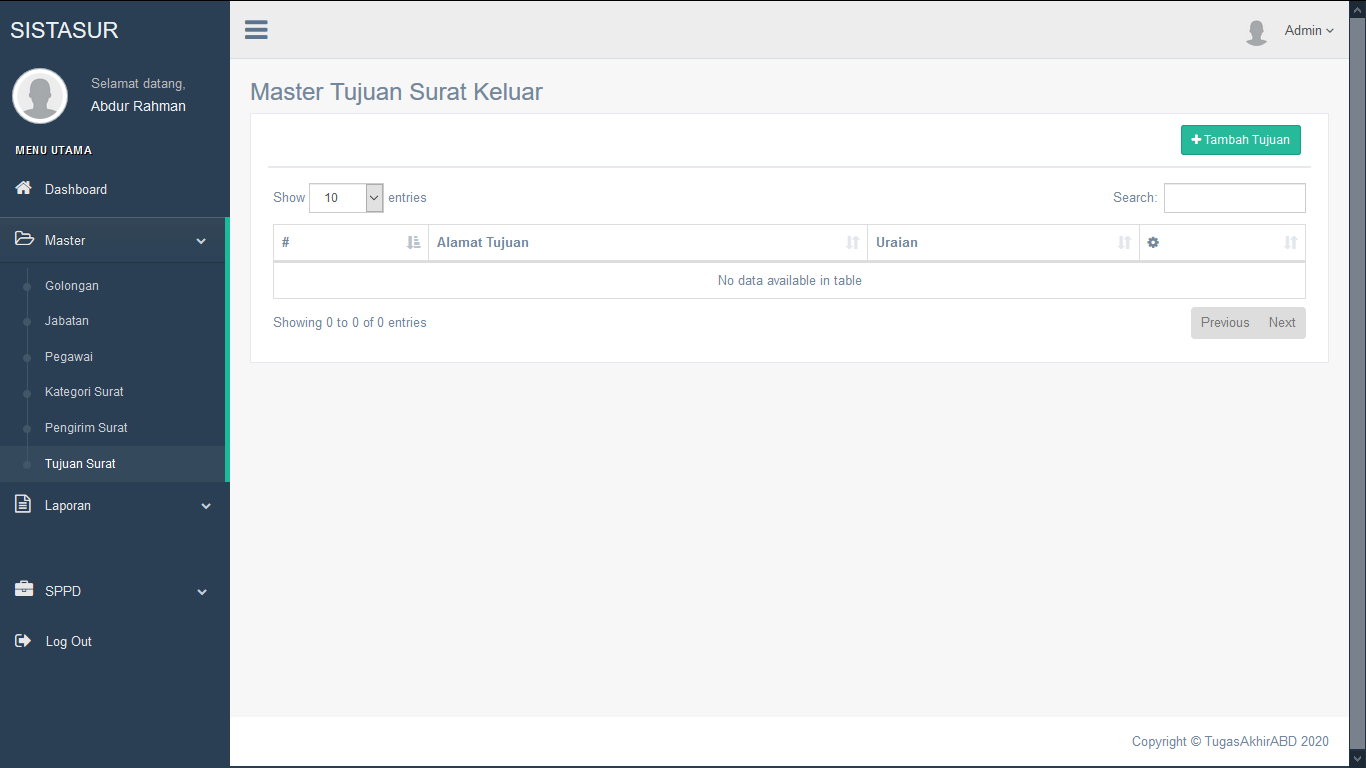 SISTASUR
Admin
Selamat datang,
Abdur Rahman
MENU UTAMA
Dashboard
Master
Golongan
Jabatan
Pegawai
Kategori Surat
Pengirim Surat
Tujuan Surat
Laporan
SPPD
Log Out
Master Tujuan Surat Keluar
Tambah Tujuan
Show 10 entries
Search:
# Alamat Tujuan Uraian
No data available in table
Showing 0 to 0 of 0 entries
Previous Next
Copyright © TugasAkhirABD 2020